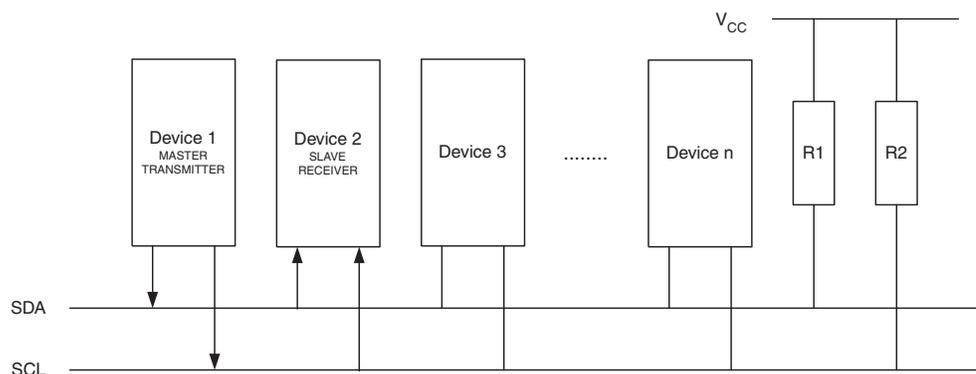 VCC
Device 1
MASTER
TRANSMITTER
Device 2
SLAVE
RECEIVER
Device 3
........
Device n
R1
R2
SDA
SCL